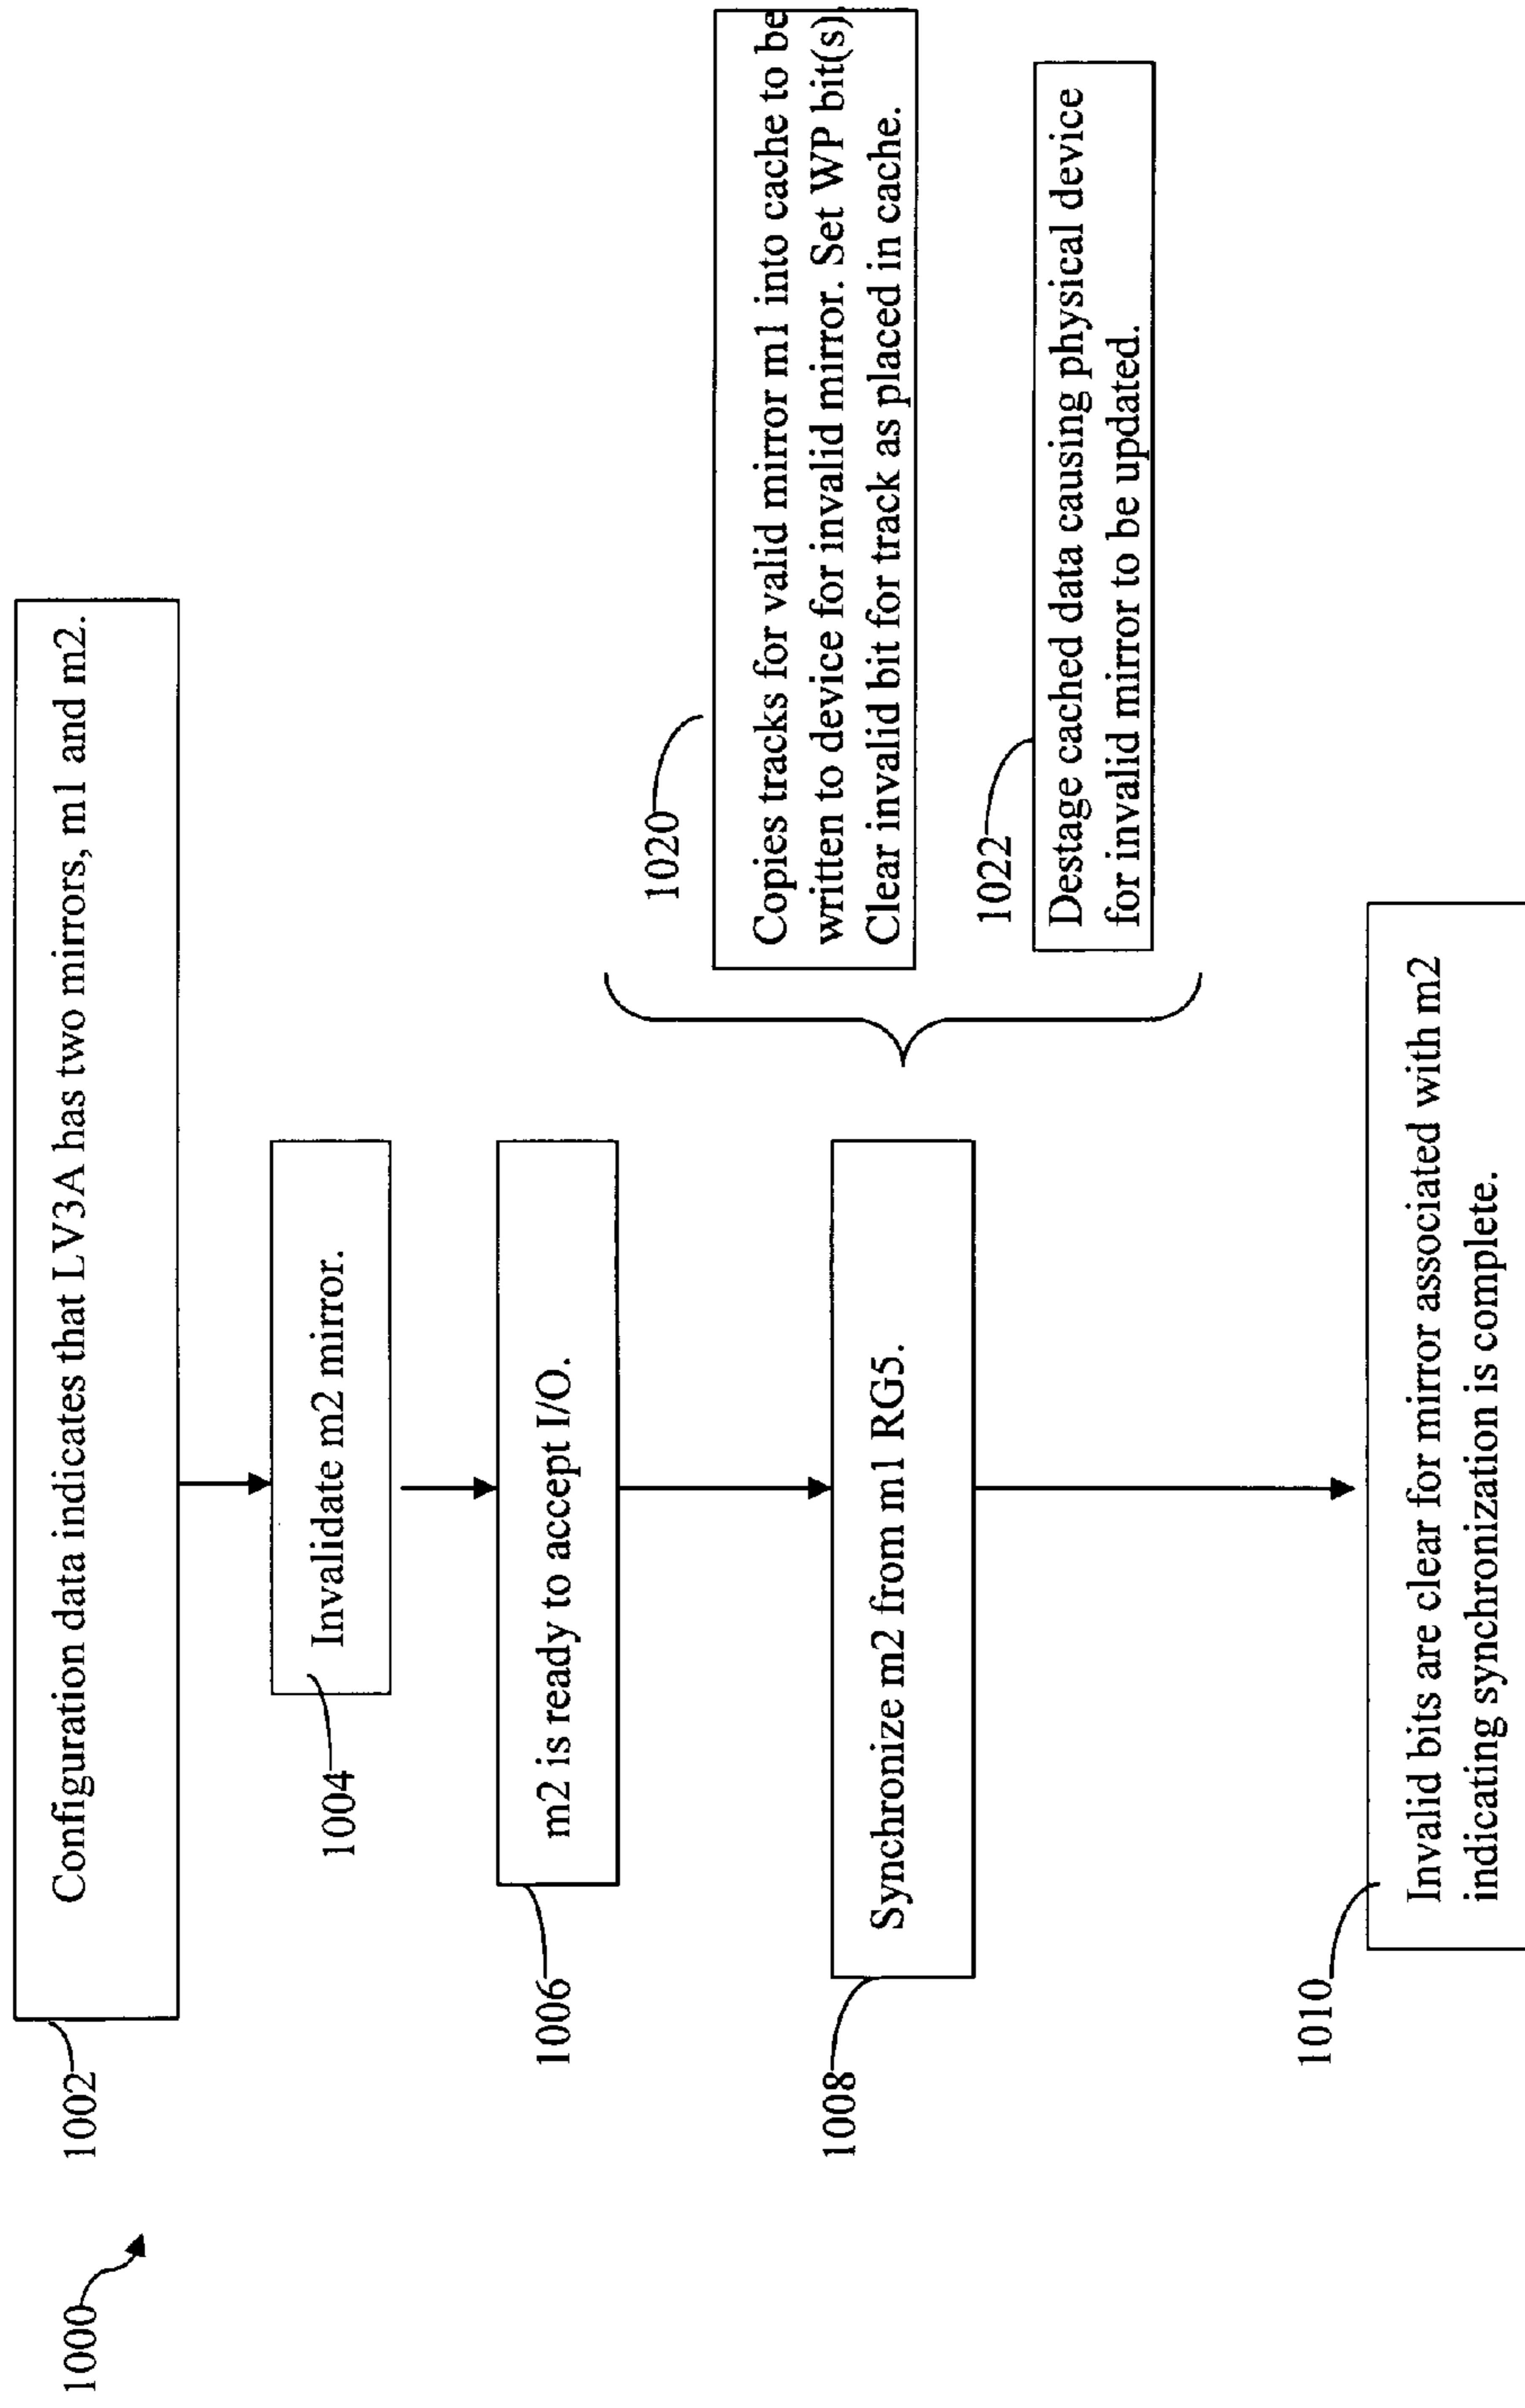 1000
1002
Configuration data indicates that LV3A has two mirrors, m1 and m2.
1004
Invalidate m2 mirror.
1006
m2 is ready to accept I/O.
1008
Synchronize m2 from m1 RG5.
1020
Copies tracks for valid mirror m1 into cache to be
written to device for invalid mirror. Set WP bit(s)
Clear invalid bit for track as placed in cache.
1022
Destage cached data causing physical device
for invalid mirror to be updated.
1010
Invalid bits are clear for mirror associated with m2
indicating synchronization is complete.